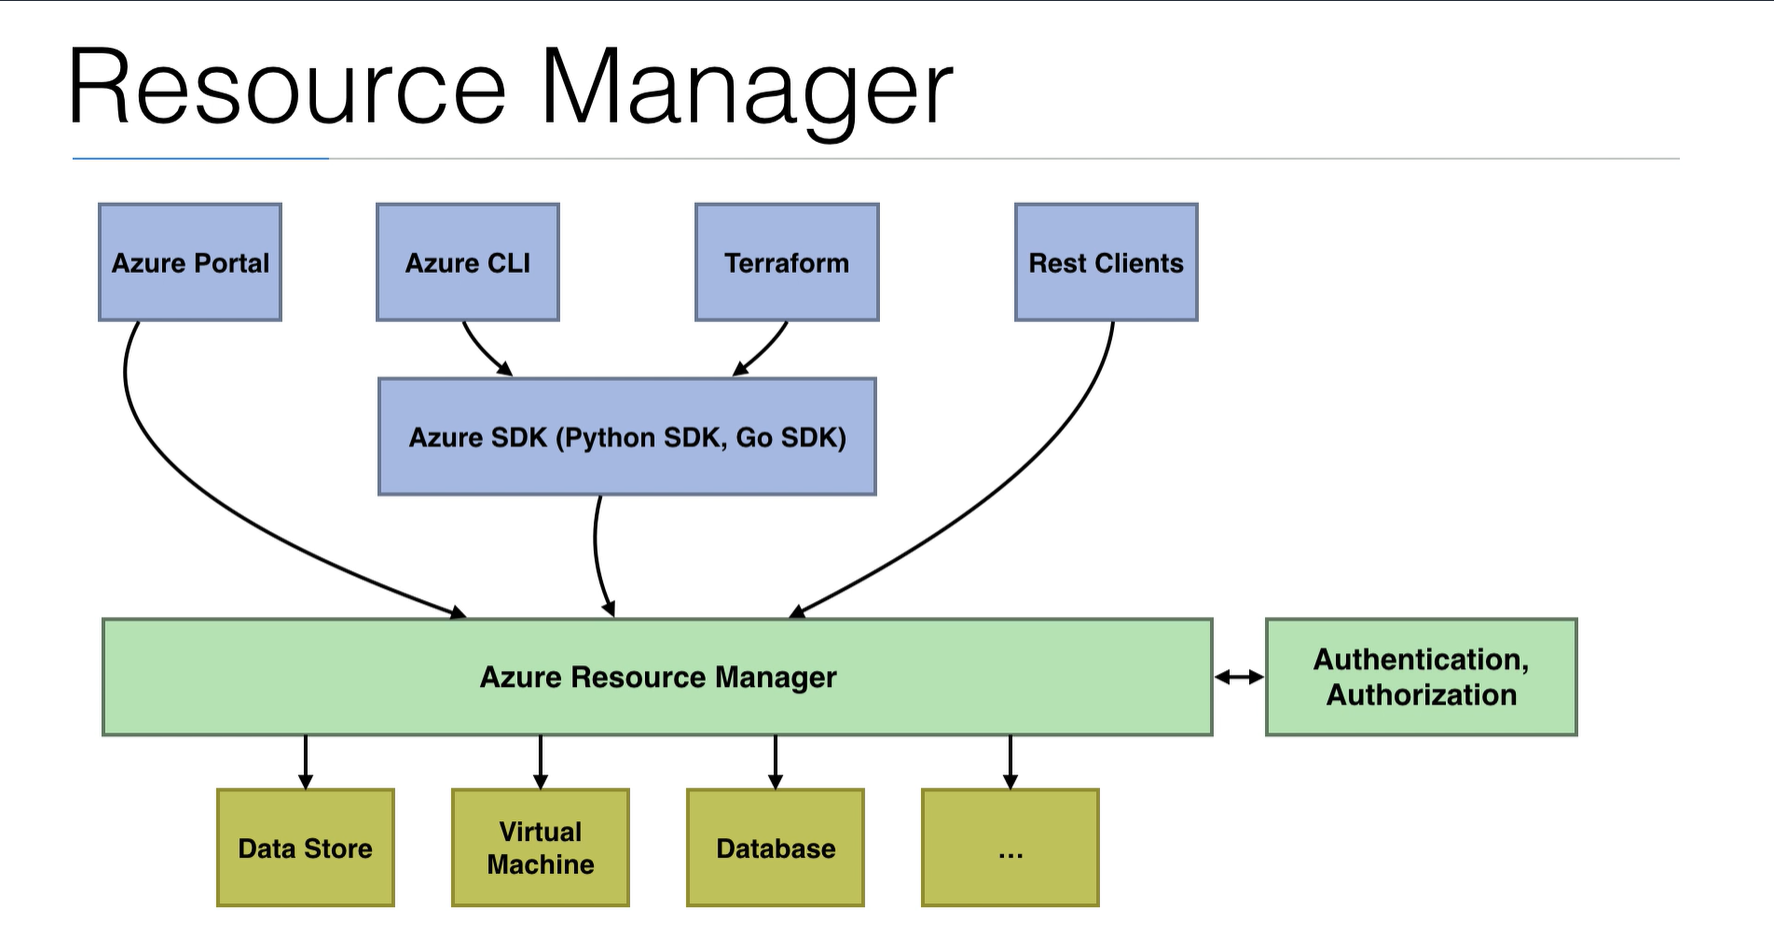 Resource Manager
Azure Portal
Azure CLI
Terraform
Rest Clients
Azure SDK (Python SDK, Go SDK)
Azure Resource Manager
Authentication,
Authorization
Data Store
Virtual
Machine
Database
...